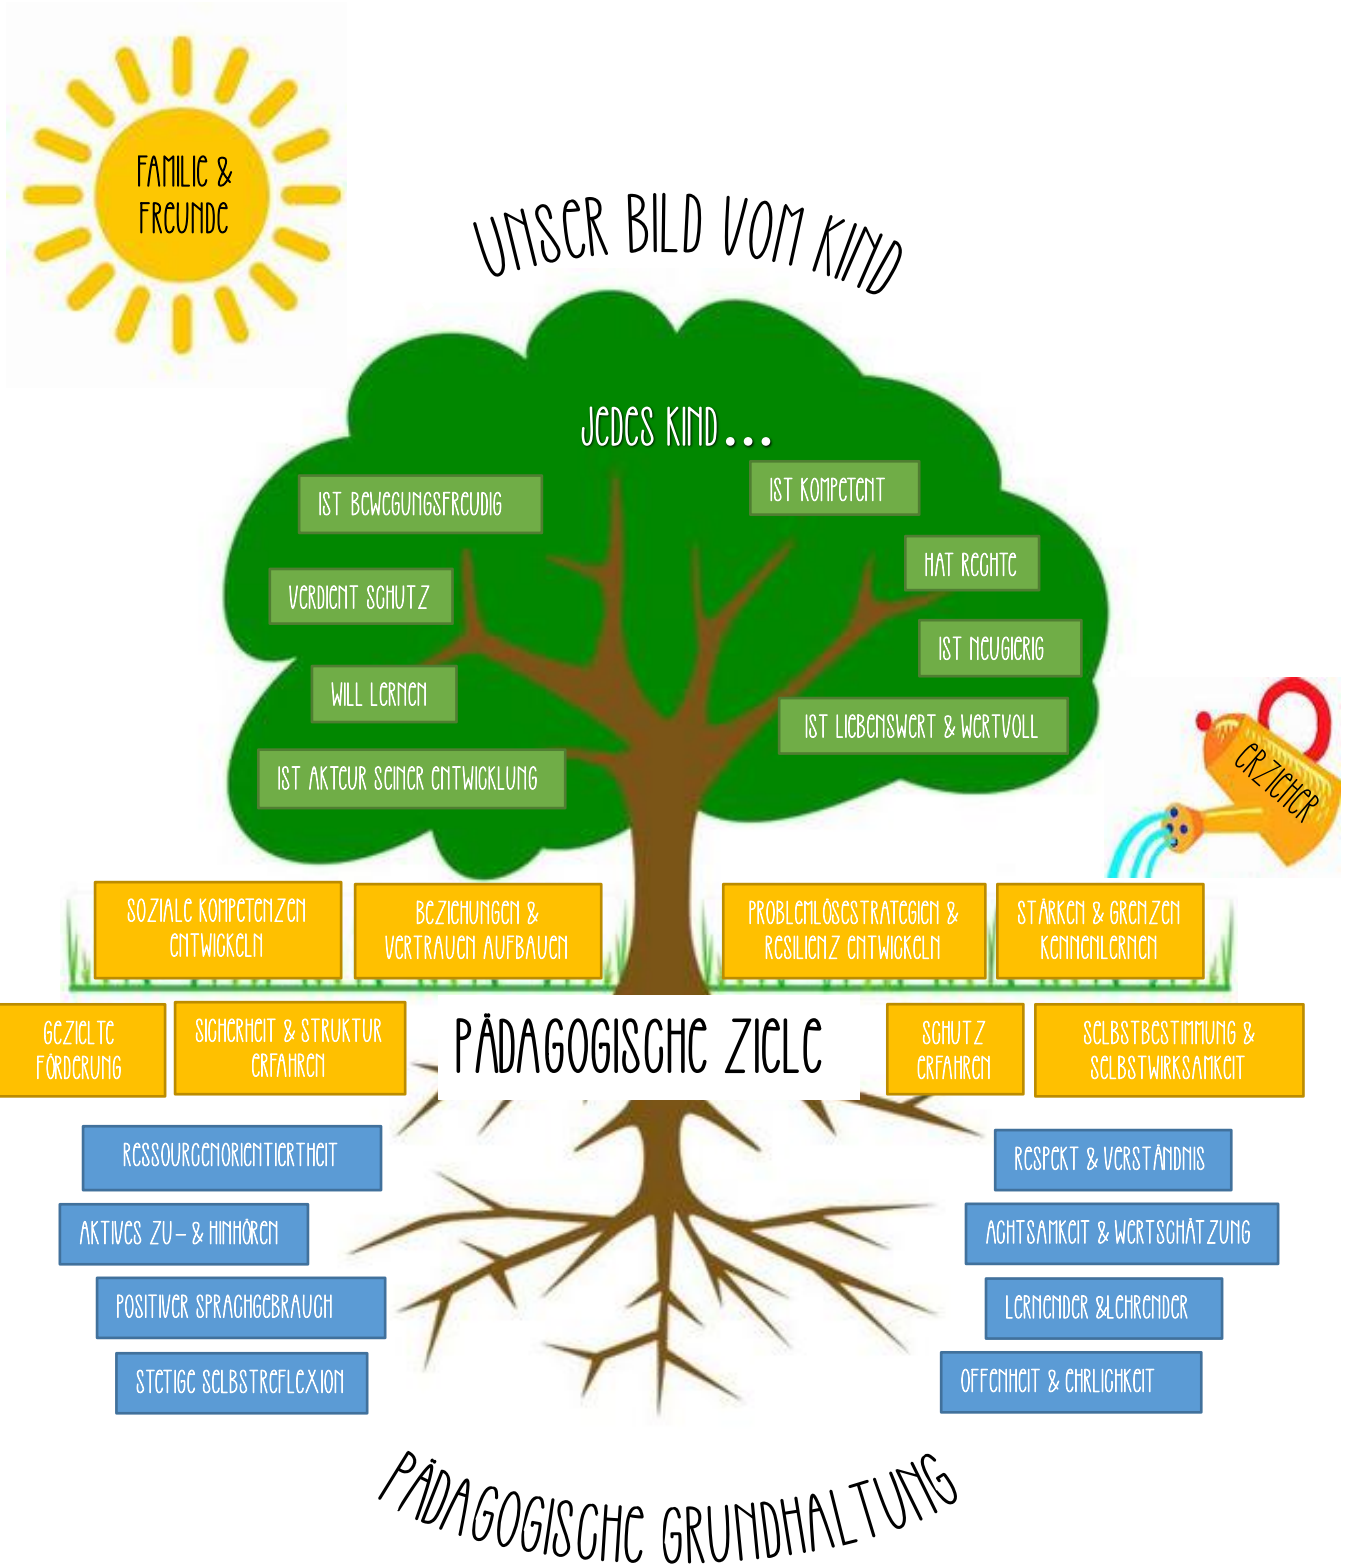 FAMILIE &
FREUNDE
UNSER BILD VOM KIND
JEDES KIND...
IST BEWEGUNGSFREUDIG
IST KOMPETENT
HAT RECHTE
VERDIENT SCHUTZ
IST NEUGIERIG
WILL LERNEN
IST LIEBENSWERT & WERTVOLL
IST AKTEUR SEINER ENTWICKLUNG
ERZIEHER
SOZIALE KOMPETENZEN
ENTWICKELN
BEZIEHUNGEN &
VERTRAUEN AUFBAUEN
PROBLEMLÖSESTRATEGIEN &
RESILIENZ ENTWICKELN
STÄRKEN & GRENZEN
KENNENLERNEN
GEZIELTE
FÖRDERUNG
SICHERHEIT & STRUKTUR
ERFAHREN
PÄDAGOGISCHE ZIELE
SCHUTZ
ERFAHREN
SELBSTBESTIMMUNG &
SELBSTWIRKSAMKEIT
RESSOURCENORIENTIERTHEIT
RESPEKT & VERSTÄNDNIS
AKTIVES ZU- & HINHÖREN
ACHTSAMKEIT & WERTSCHÄTZUNG
POSITIVER SPRACHGEBRAUCH
LERNENDER &LEHRENDER
STETIGE SELBSTREFLEXION
OFFENHEIT & EHRLICHKEIT
PÄDAGOGISCHE GRUNDHALTUNG